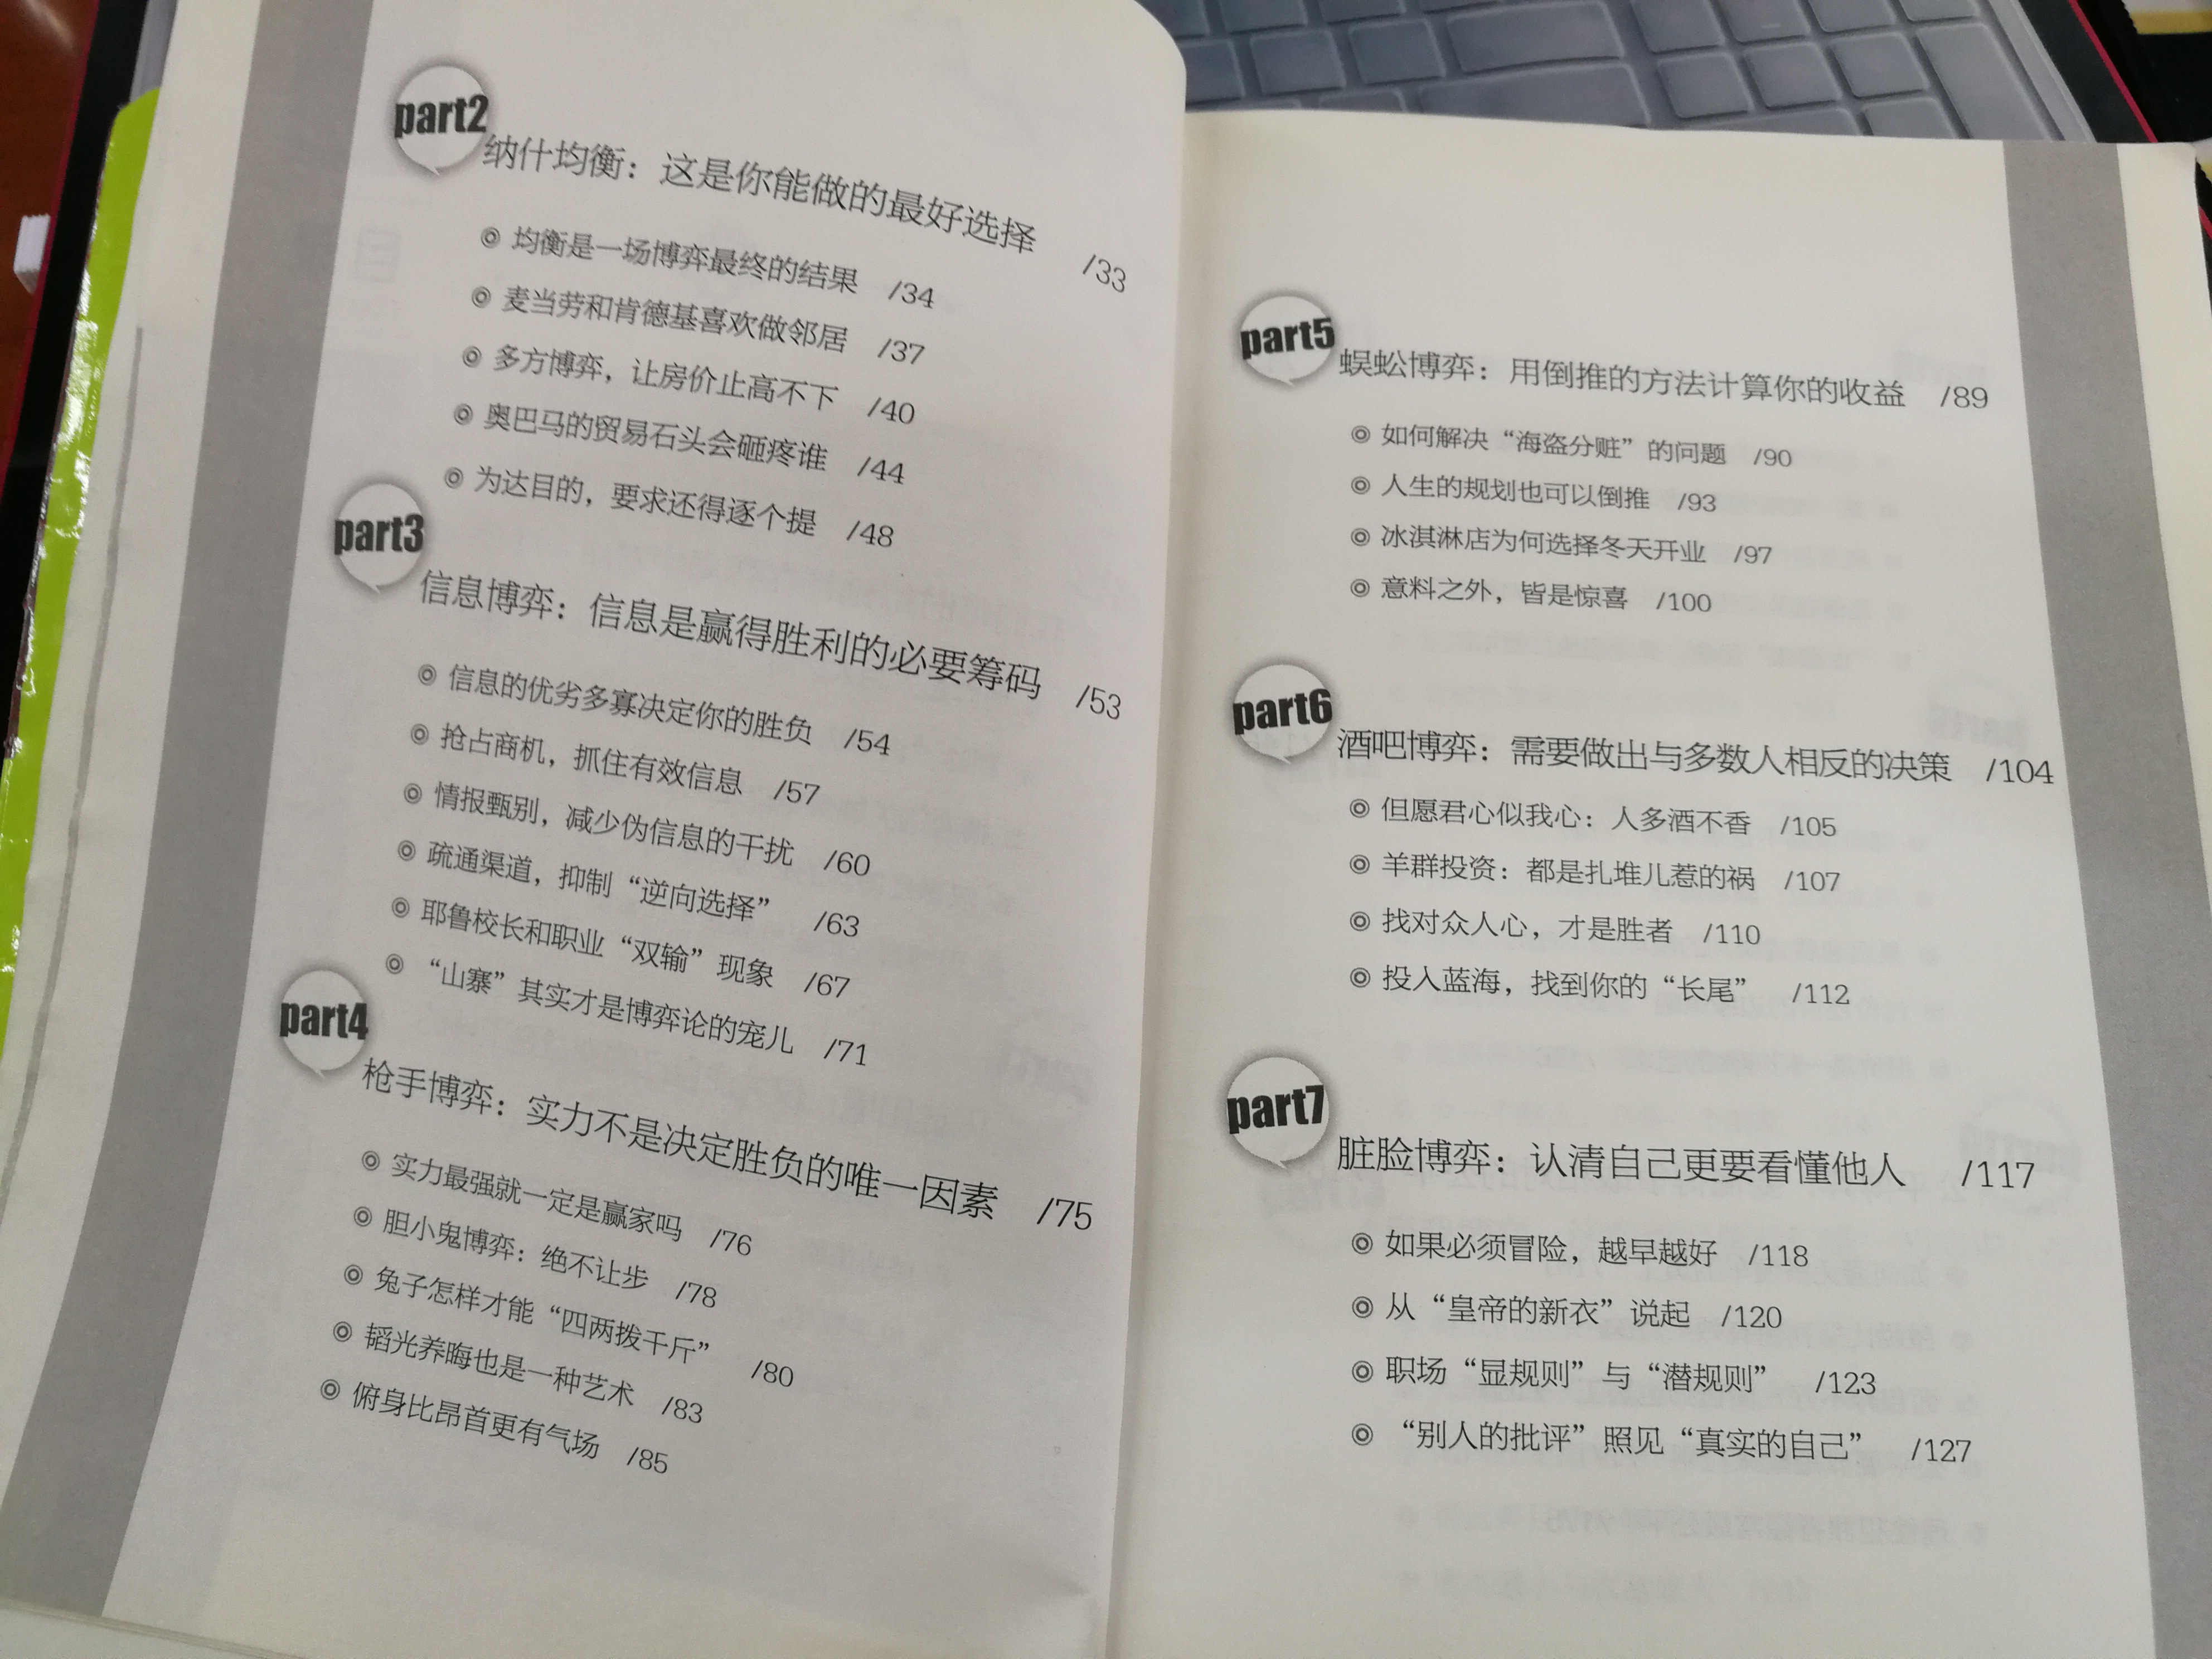 part2
纳什均衡：这是你能做的最好选择 /33
◎ 均衡是一场博弈最终的结果 /34
◎ 麦当劳和肯德基喜欢做邻居 /37
◎ 多方博弈，让房价止高不下 /40
◎ 奥巴马的贸易石头会砸疼谁 /44
◎ 为达目的，要求还得逐个提 /48
part3
信息博弈：信息是赢得胜利的必要筹码 /53
◎ 信息的优劣多寡决定你的胜负 /54
◎ 抢占商机，抓住有效信息 /57
◎ 情报甄别，减少伪信息的干扰 /60
◎ 疏通渠道，抑制“逆向选择” /63
◎ 耶鲁校长和职业“双输”现象 /67
◎ “山寨”其实才是博弈论的宠儿 /71
part4
枪手博弈：实力不是决定胜负的唯一因素 /75
◎ 实力最强就一定是赢家吗 /76
◎ 胆小鬼博弈：绝不让步 /78
◎ 兔子怎样才能“四两拨千斤” /80
◎ 韬光养晦也是一种艺术 /83
◎ 俯身比昂首更有气场 /85
part5
蜈蚣博弈：用倒推的方法计算你的收益 /89
◎ 如何解决“海盗分赃”的问题 /90
◎ 人生的规划也可以倒推 /93
◎ 冰淇淋店为何选择冬天开业 /97
◎ 意料之外，皆是惊喜 /100
part6
酒吧博弈：需要做出与多数人相反的决策 /104
◎ 但愿君心似我心：人多酒不香 /105
◎ 羊群投资：都是扎堆儿惹的祸 /107
◎ 找对众人心，才是胜者 /110
◎ 投入蓝海，找到你的“长尾” /112
part7
脏脸博弈：认清自己更要看懂他人 /117
◎ 如果必须冒险，越早越好 /118
◎ 从“皇帝的新衣”说起 /120
◎ 职场“显规则”与“潜规则” /123
◎ “别人的批评”照见“真实的自己” /127